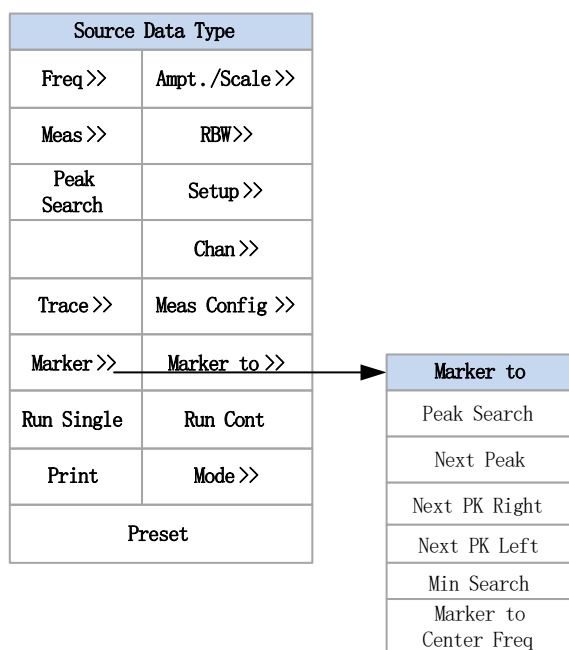 Source Data Type
Freq>> Ampt./Scale>>
Meas>> RBW>>
Peak
Search
Setup>>
Chan>>
Trace>> Meas Config >>
Marker>> Marker to >>
Run Single Run Cont
Print Mode>>
Preset
Marker to
Peak Search
Next Peak
Next PK Right
Next PK Left
Min Search
Marker to
Center Freq